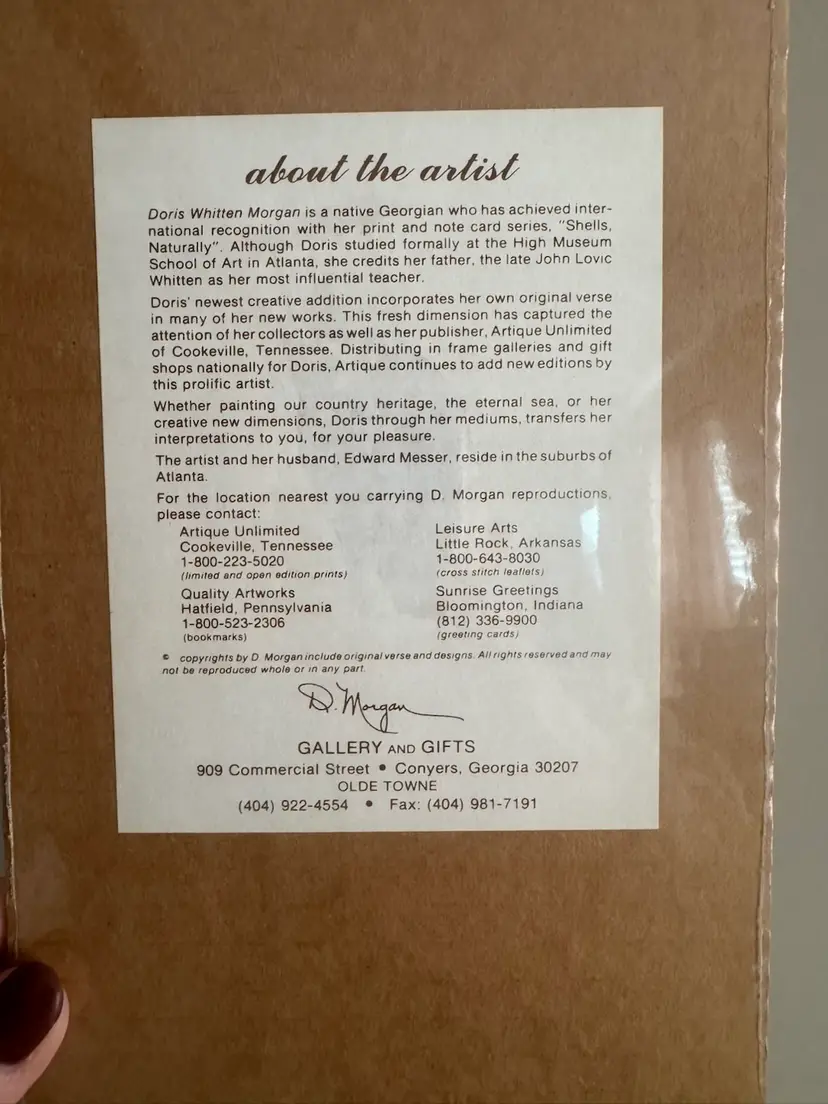 about the artist
Doris Whitten Morgan is a native Georgian who has achieved inter-
national recognition with her print and note card series, "Shells,
Naturally". Although Doris studied formally at the High Museum
School of Art in Atlanta, she credits her father, the late John Lovic
Whitten as her most influential teacher.
Doris' newest creative addition incorporates her own original verse
in many of her new works. This fresh dimension has captured the
attention of her collectors as well as her publisher, Artique Unlimited
of Cookeville, Tennessee. Distributing in frame galleries and gift
shops nationally for Doris, Artique continues to add new editions by
this prolific artist.
Whether painting our country heritage, the eternal sea, or her
creative new dimensions, Doris through her mediums, transfers her
interpretations to you, for your pleasure.
The artist and her husband, Edward Messer, reside in the suburbs of
Atlanta.
For the location nearest you carrying D. Morgan reproductions,
please contact:
Artique Unlimited
Cookeville, Tennessee
1-800-223-5020
(limited and open edition prints)
Leisure Arts
Little Rock, Arkansas
1-800-643-8030
(cross stitch leaflets)
Quality Artworks
Hatfield, Pennsylvania
1-800-523-2306
(bookmarks)
Sunrise Greetings
Bloomington, Indiana
(812) 336-9900
(greeting cards)
© copyrights by D. Morgan include original verse and designs. All rights reserved and may
not be reproduced whole or in any part.
D. Morgan
GALLERY AND GIFTS
909 Commercial Street • Conyers, Georgia 30207
OLDE TOWNE
(404) 922-4554 • Fax: (404) 981-7191